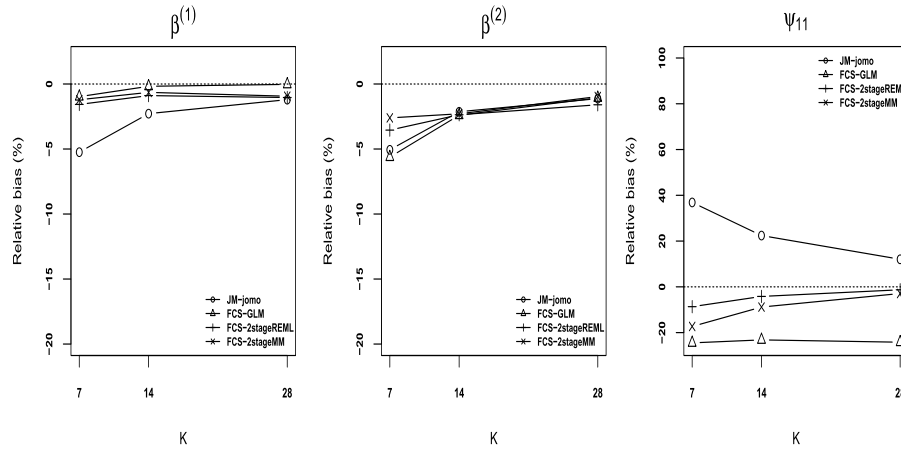 β(1)
Relative bias (%)
0
−5
−10
−15
−20
JM−jomo
FCS−GLM
FCS−2stageREML
FCS−2stageMM
7
14
28
K
β(2)
Relative bias (%)
0
−5
−10
−15
−20
JM−jomo
FCS−GLM
FCS−2stageREML
FCS−2stageMM
7
14
28
K
ψ11
Relative bias (%)
100
80
60
40
20
0
−20
JM−jomo
FCS−GLM
FCS−2stageREM
FCS−2stageMM
7
14
28
K